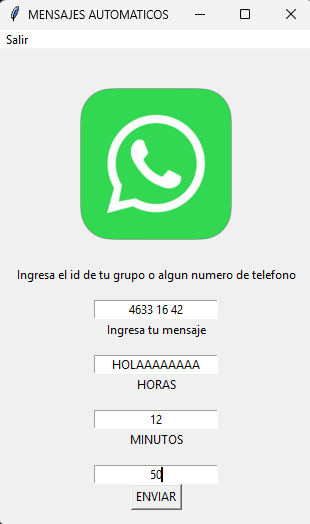 MENSAJES AUTOMATICOS
Salir
Ingresa el id de tu grupo o algun numero de telefono
4633 16 42
Ingresa tu mensaje
HOLAAAAAAAA
HORAS
12
MINUTOS
50
ENVIAR